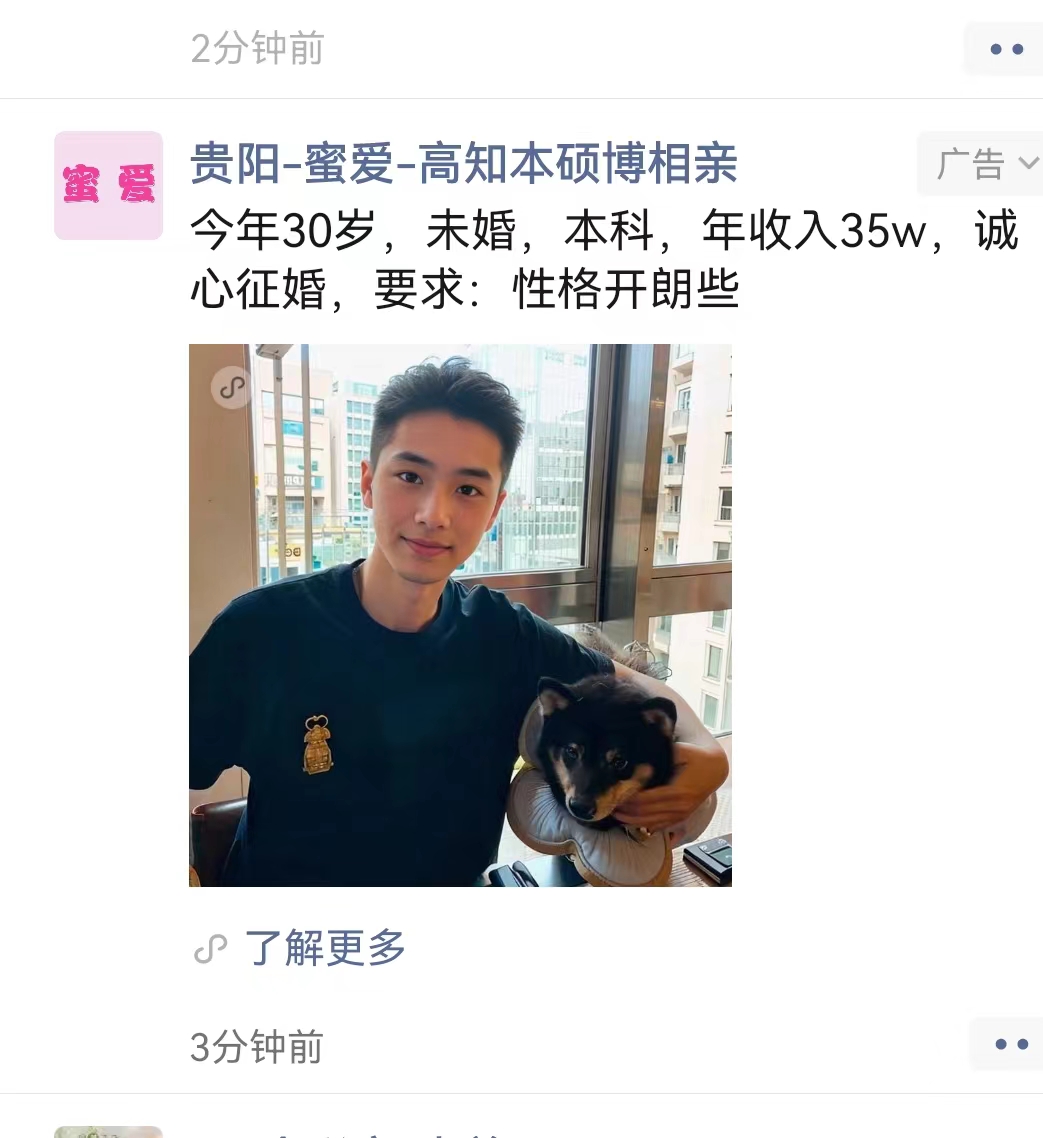 2分钟前
蜜 爱
贵阳-蜜爱-高知本硕博相亲
广告
今年30岁，未婚，本科，年收入35w，诚
心征婚，要求：性格开朗些
了解更多
3分钟前